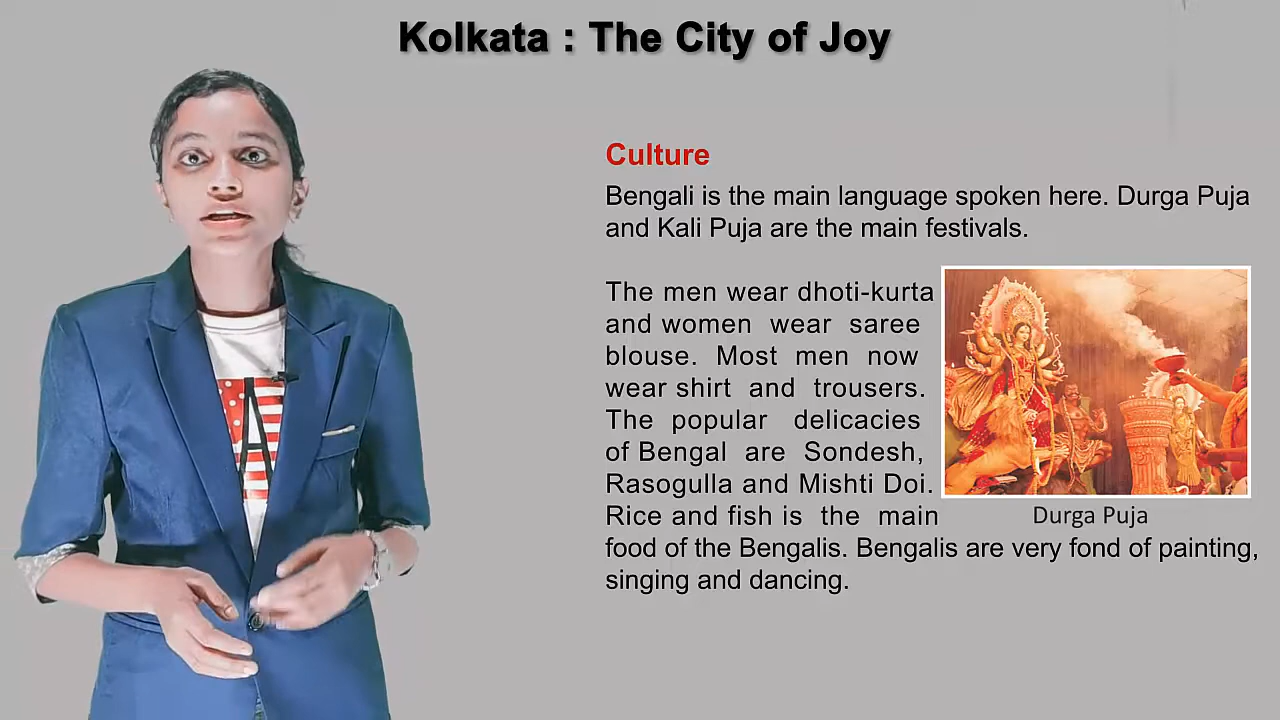 Kolkata : The City of Joy
Culture
Bengali is the main language spoken here. Durga Puja
and Kali Puja are the main festivals.
The men wear dhoti-kurta
and women wear saree
blouse. Most men now
wear shirt and trousers.
The popular delicacies
of Bengal are Sondesh,
Rasogulla and Mishti Doi.
Rice and fish is the main
food of the Bengalis. Bengalis are very fond of painting,
singing and dancing.
Durga Puja
A